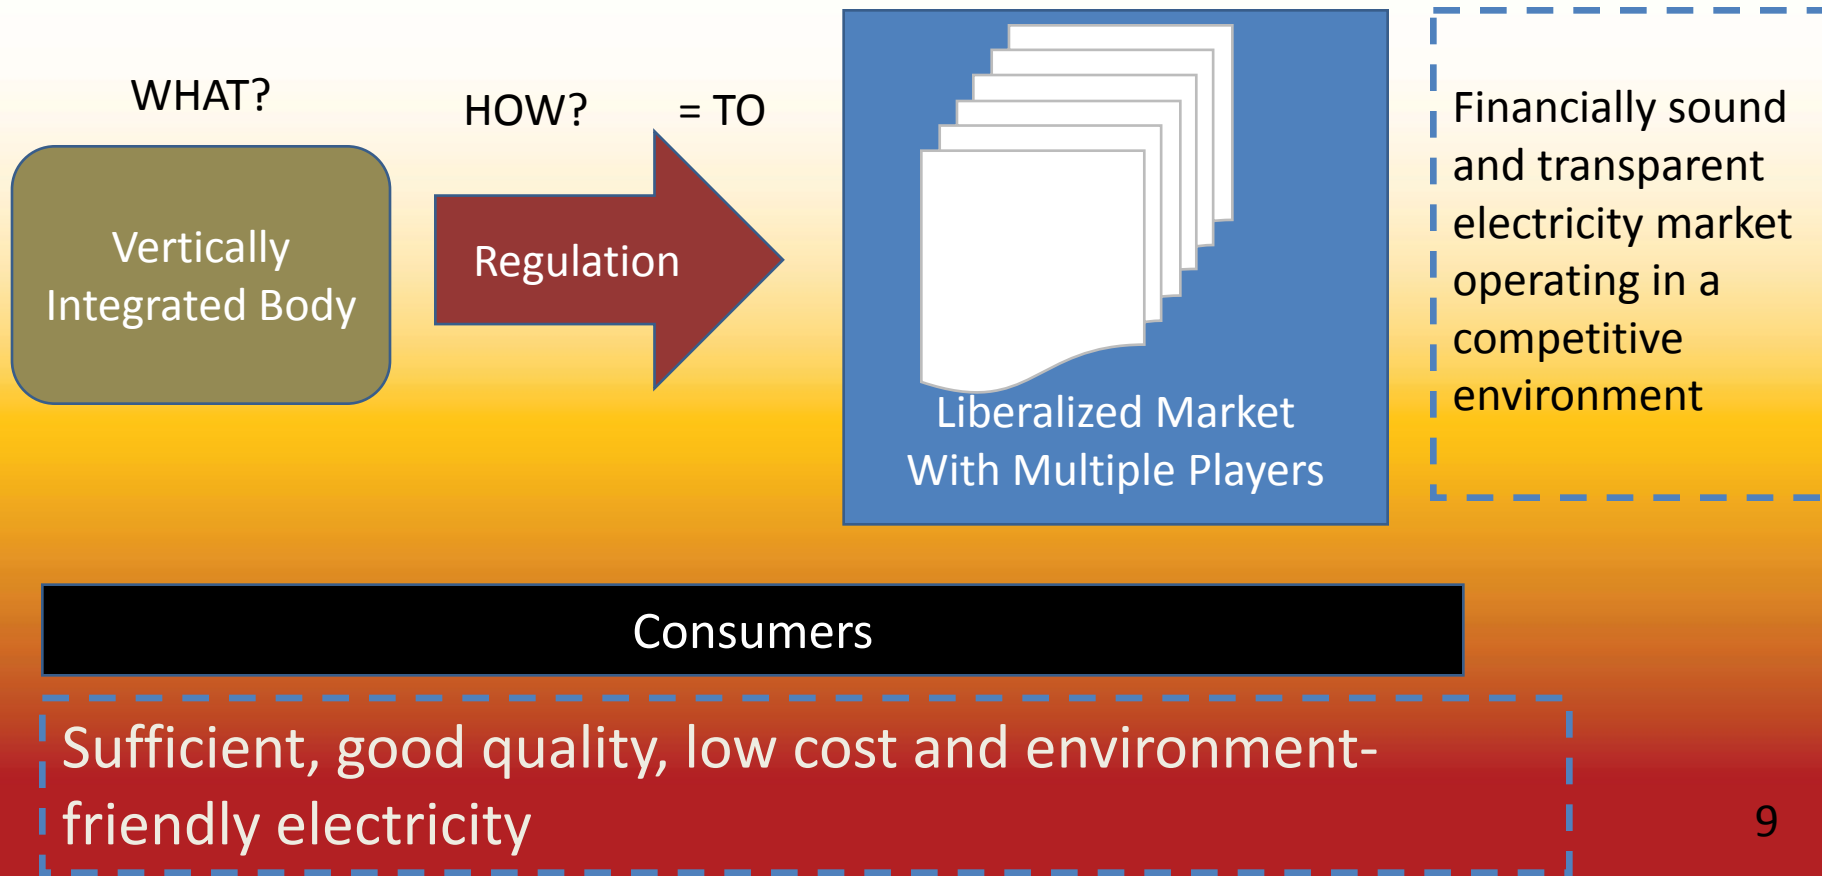 WHAT?
HOW?
= TO
Vertically
Integrated Body
Regulation
Liberalized Market
With Multiple Players
Financially sound
and transparent
electricity market
operating in a
competitive
environment
Consumers
Sufficient, good quality, low cost and environment-
friendly electricity
9